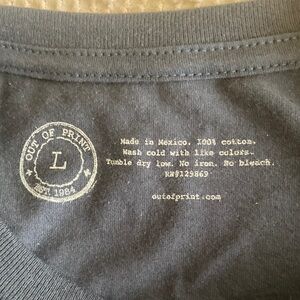 OUT OF PRINT
L
EST. 1984
Made in Mexico. 100% cotton.
Wash cold with like colors.
Tumble dry low. No iron. No bleach.
RN#129869
outofprint.com